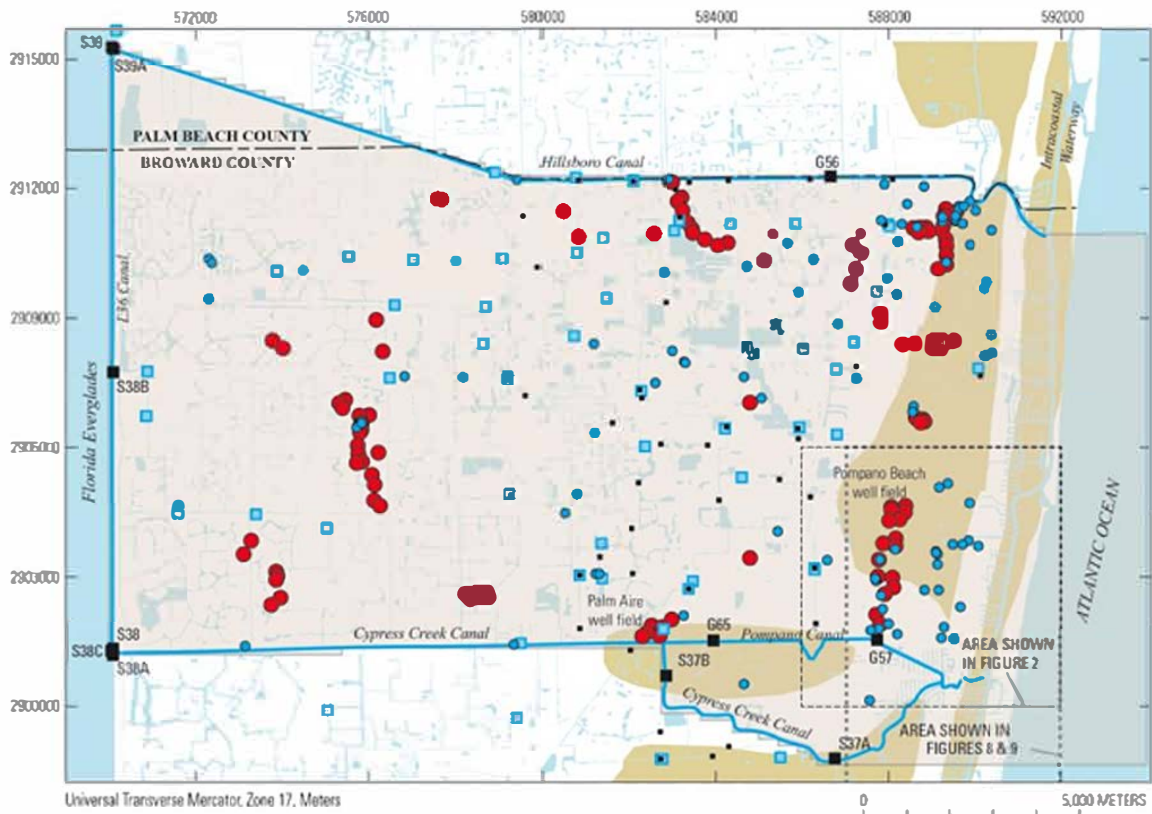 572000
576000
580000
584000
588000
592000
2915000
2912000
2909000
2903000
2900000
S39
S39A
PALM BEACH COUNTY
BROWARD COUNTY
Hillsboro Canal
G56
Intracoastal
Waterway
L36 Canal
S38B
Florida Everglades
Pompano Beach
well field
ATLANTIC OCEAN
Palm Aire
well field
S38
S38C
S38A
Cypress Creek Canal
G65
Pompano Canal
G57
S37B
Cypress Creek Canal
S37A
AREA SHOWN
IN FIGURE 2
AREA SHOWN IN
FIGURES 8 & 9
Universal Transverse Mercator, Zone 17, Meters
0
5,000 METERS